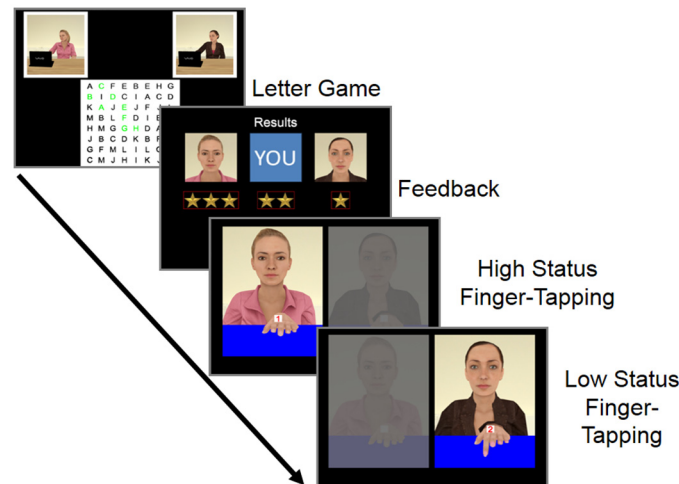 A C F E B E H G
B I D C I A C D
K A J E J F J
M B L F D I E
H M G G H D A
J B C D K B F
G F M L I L
C M J H I K
Letter Game
Results
YOU
Feedback
1
High Status
Finger-Tapping
2
Low Status
Finger-
Tapping